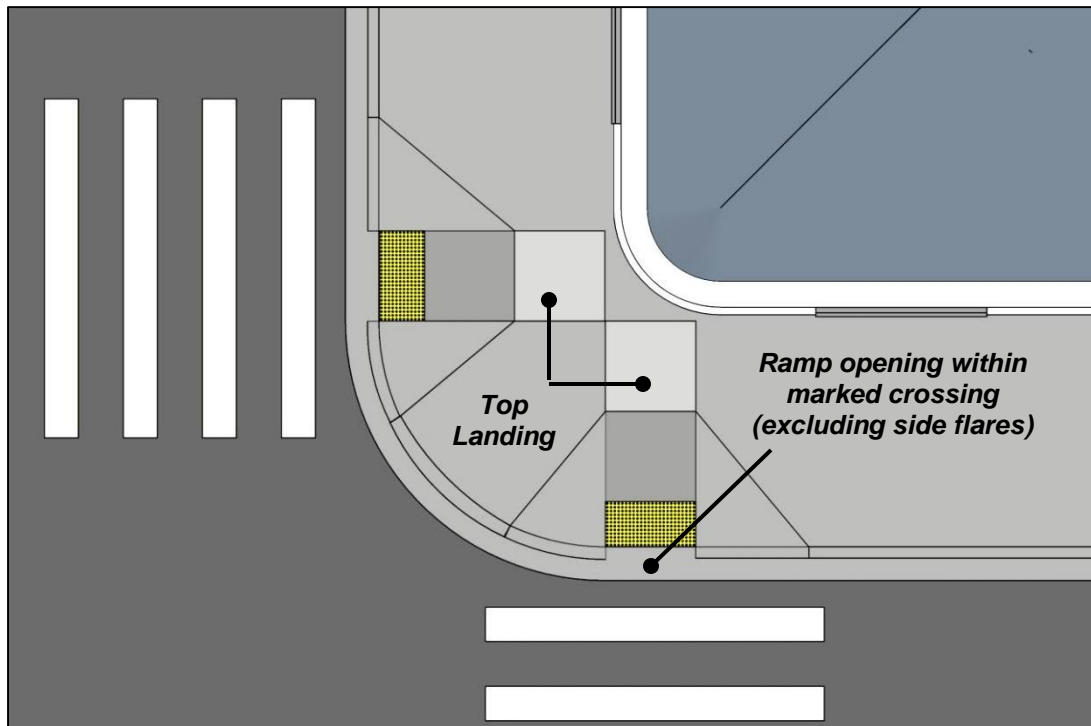 Top
Landing
Ramp opening within
marked crossing
(excluding side flares)